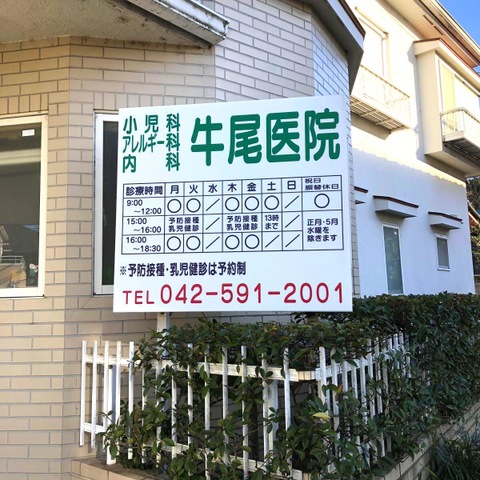 小児科
アレルギー科
内科
牛尾医院
診療時間 月 火 水 木 金 土 日 祝日 振替休日
9:00 〜12:00 ○ ○ ／ ○ ○ ○ ／ ○
15:00 〜16:00 予防接種 乳児健診 ／ 予防接種 乳児健診 13時まで ／ 正月・5月 水曜を 除きます
16:00 〜18:30 ○ ○ ／ ○ ○ ／ ／
※予防接種・乳児健診は予約制
TEL 042-591-2001